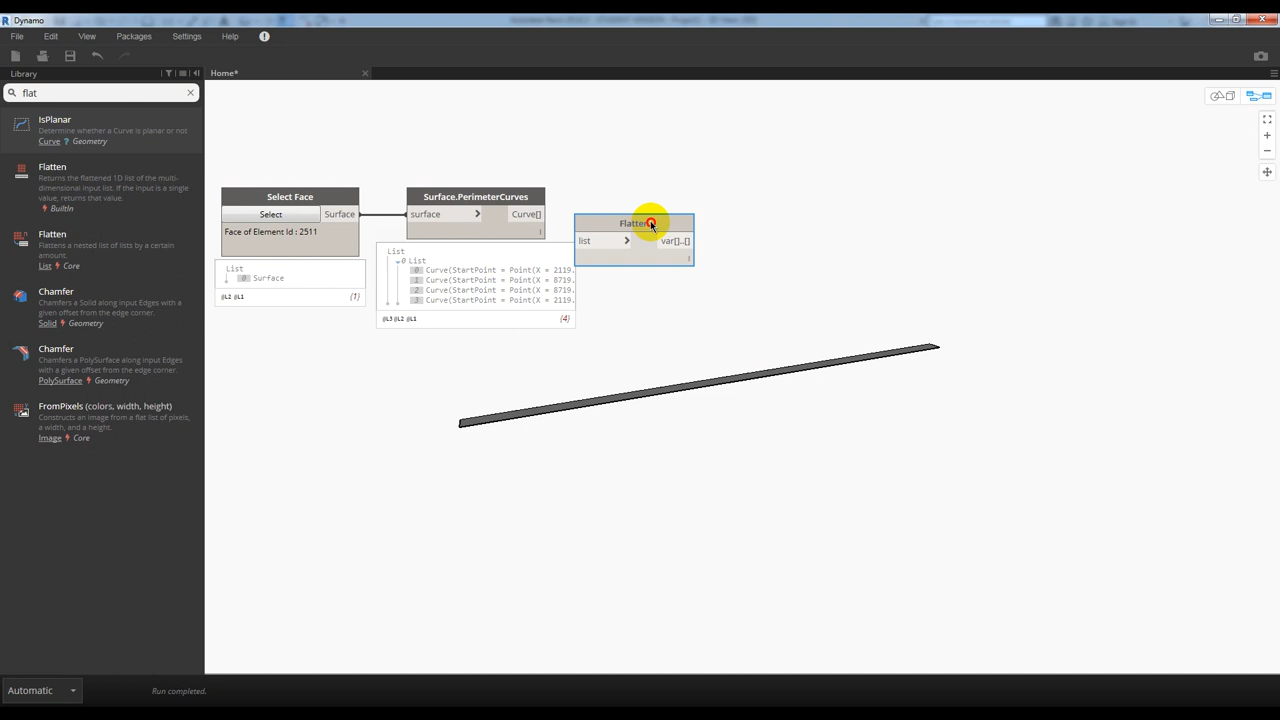 Dynamo
File Edit View Packages Settings Help
Library
Home*
flat
IsPlanar
Determine whether a Curve is planar or not
Curve ? Geometry
Flatten
Returns the flattened 1D list of the multi-
dimensional input list. If the input is a single
value, returns that value.
BuiltIn
Flatten
Flattens a nested list of lists by a certain
amount.
List Core
Chamfer
Chamfers a Solid along input Edges with
a given offset from the edge corner.
Solid Geometry
Chamfer
Chamfers a PolySurface along input Edges
with a given offset from the edge corner.
PolySurface Geometry
FromPixels (colors, width, height)
Constructs an image from a flat list of pixels,
a width, and a height.
Image Core
Select Face
Select Surface
Face of Element Id : 2511
List
0 Surface
@L2 @L1 {1}
Surface.PerimeterCurves
surface > Curve[]
List
0 List
0 Curve(StartPoint = Point(X = 2119.
1 Curve(StartPoint = Point(X = 8719.
2 Curve(StartPoint = Point(X = 8719.
3 Curve(StartPoint = Point(X = 2119.
@L3 @L2 @L1 {4}
Flatten
list > var[]..[]
Automatic
Run completed.